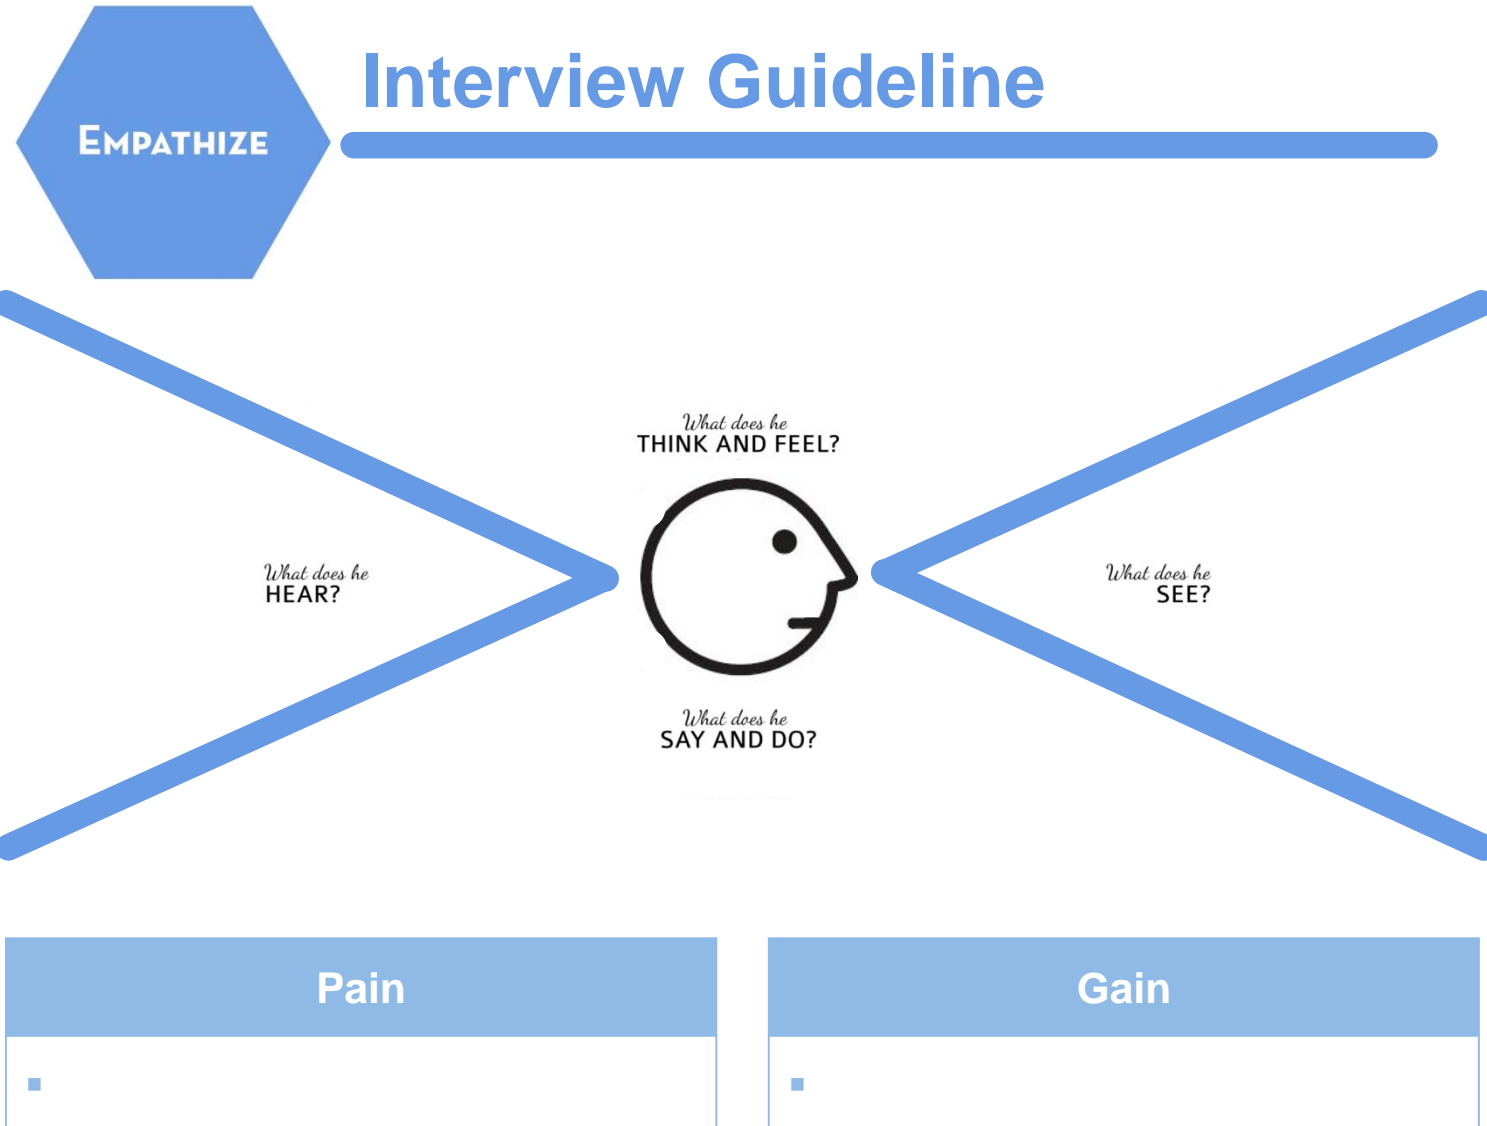 Interview Guideline
EMPATHIZE
What does he
THINK AND FEEL?
What does he
HEAR?
What does he
SEE?
What does he
SAY AND DO?
Pain
Gain